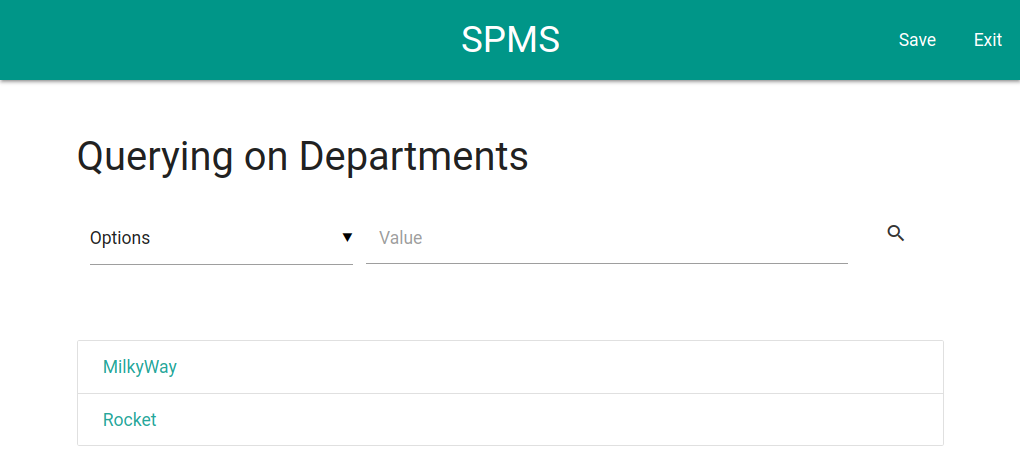 SPMS
Save
Exit
Querying on Departments
Options
Value
MilkyWay
Rocket